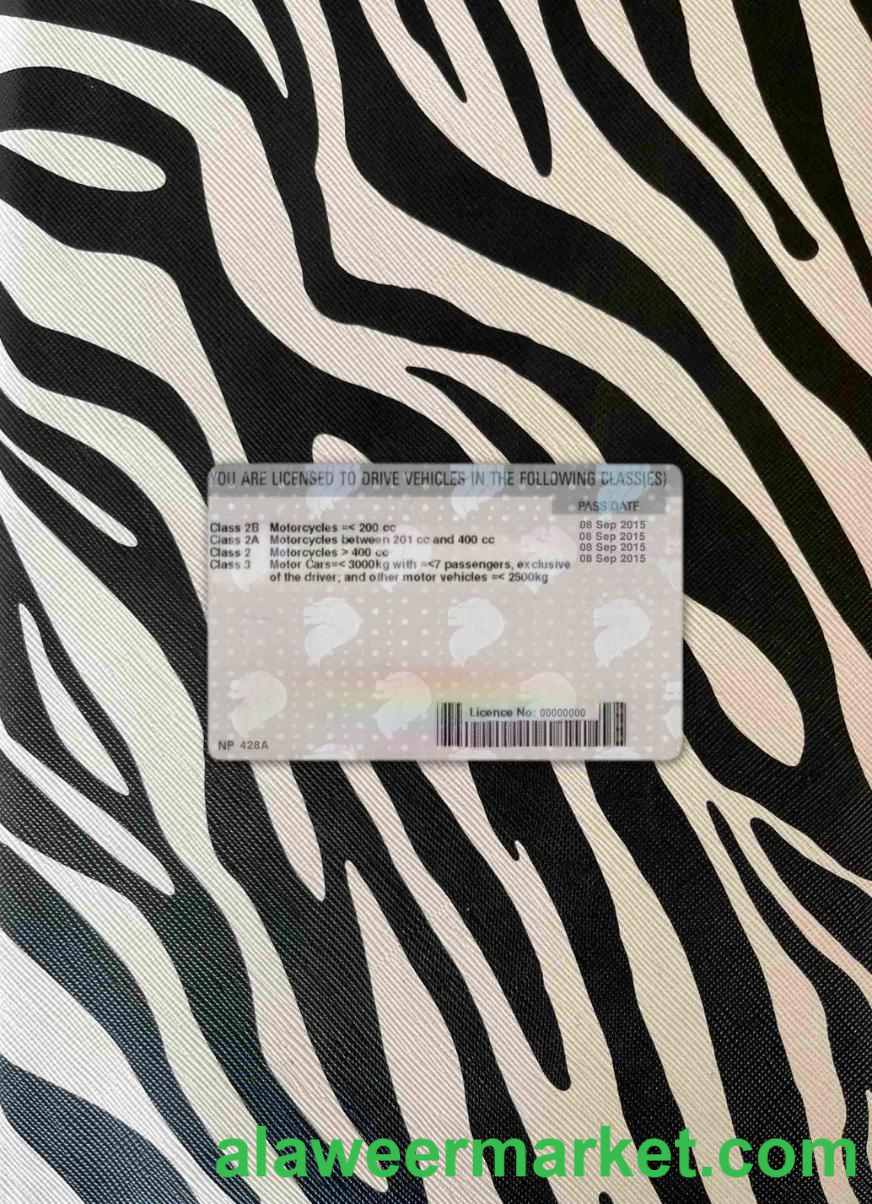 YOU ARE LICENSED TO DRIVE VEHICLES IN THE FOLLOWING CLASS(ES)
PASS DATE
Class 2B Motorcycles =< 200 cc 08 Sep 2015
Class 2A Motorcycles between 201 cc and 400 cc 08 Sep 2015
Class 2 Motorcycles > 400 cc 08 Sep 2015
Class 3 Motor Cars=< 3000kg with =<7 passengers, exclusive 08 Sep 2015
of the driver; and other motor vehicles =< 2500kg
Licence No: 00000000
NP 428A
alaweermarket.com